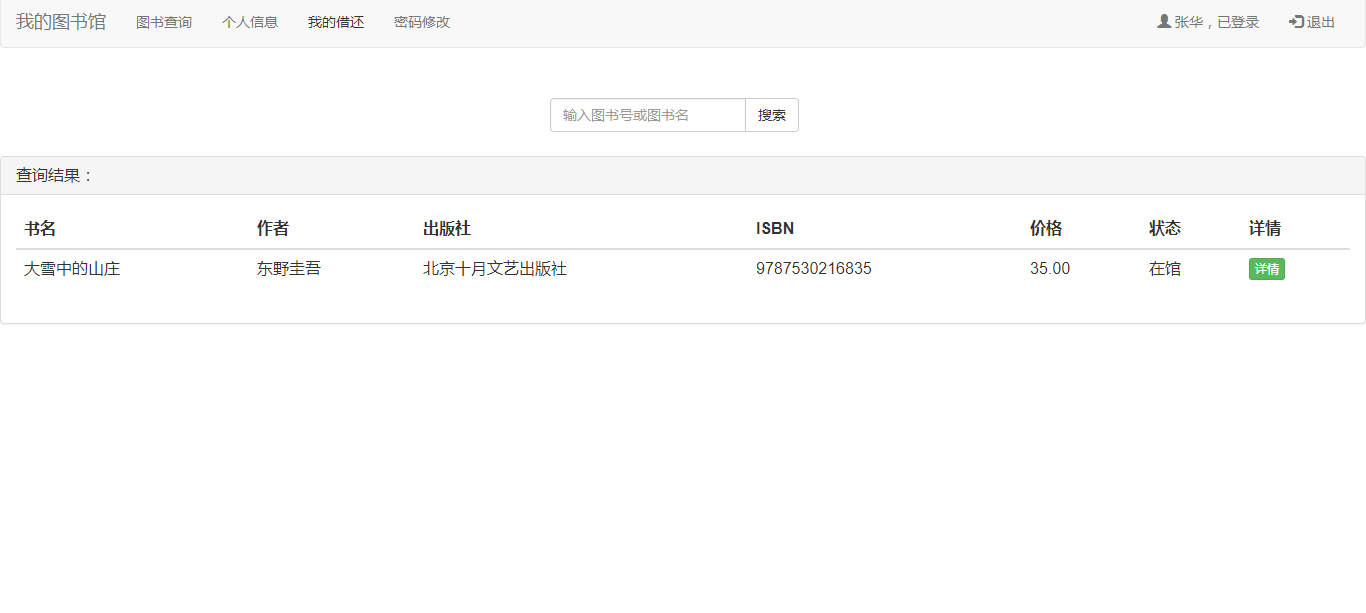 我的图书馆 图书查询 个人信息 我的借还 密码修改 张华，已登录 退出
输入图书号或图书名 搜索
查询结果：
书名 作者 出版社 ISBN 价格 状态 详情
大雪中的山庄 东野圭吾 北京十月文艺出版社 9787530216835 35.00 在馆 详情